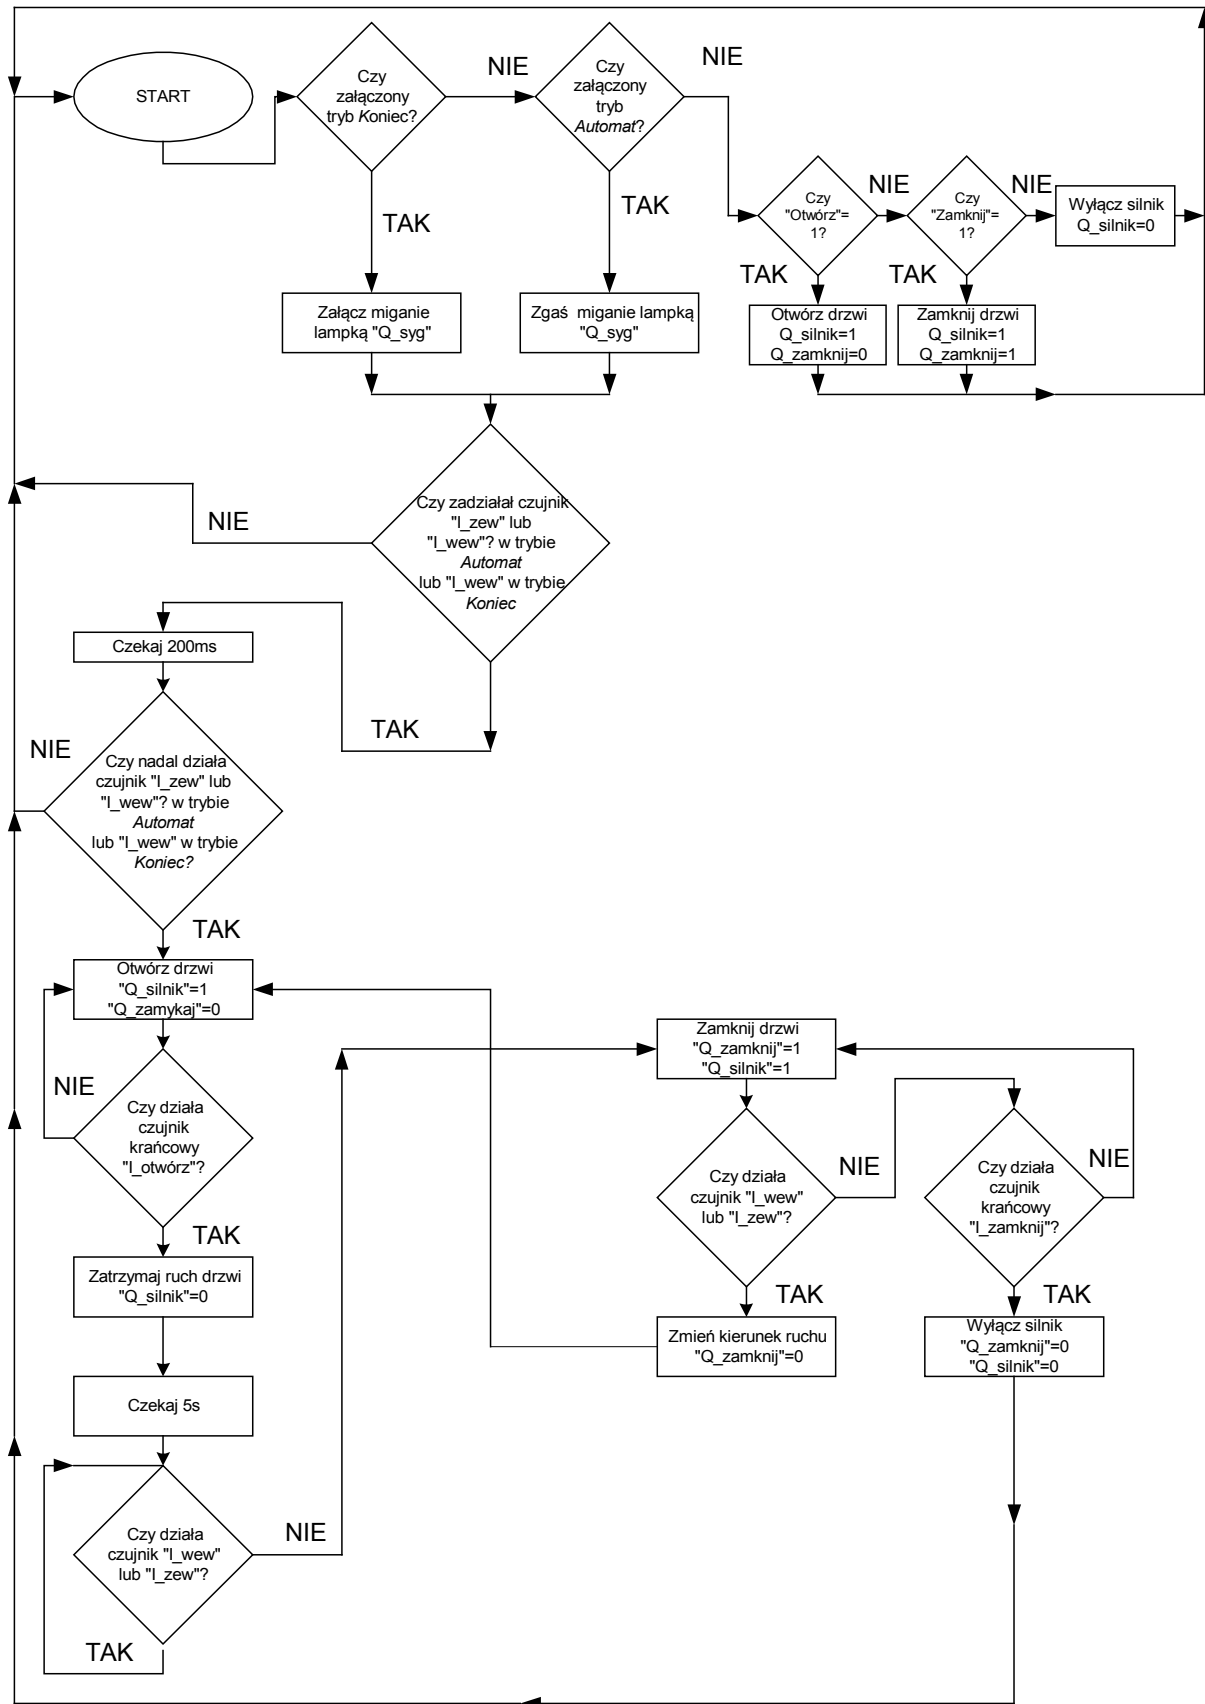 START
Czy
załączony
tryb Koniec?
NIE
Czy
załączony
tryb
Automat?
NIE
TAK
TAK
Czy
"Otwórz"=
1?
NIE
Czy
"Zamknij"=
1?
NIE
Wyłącz silnik
Q_silnik=0
TAK
TAK
Załącz miganie
lampką "Q_syg"
Zgaś  miganie lampką
"Q_syg"
Otwórz drzwi
Q_silnik=1
Q_zamknij=0
Zamknij drzwi
Q_silnik=1
Q_zamknij=1
NIE
Czy zadziałał czujnik
"I_zew" lub
"I_wew"? w trybie
Automat
lub "I_wew" w trybie
Koniec
Czekaj 200ms
TAK
NIE
Czy nadal działa
czujnik "I_zew" lub
"I_wew"? w trybie
Automat
lub "I_wew" w trybie
Koniec?
TAK
Otwórz drzwi
"Q_silnik"=1
"Q_zamykaj"=0
NIE
Czy działa
czujnik
krańcowy
"I_otwórz"?
TAK
Zatrzymaj ruch drzwi
"Q_silnik"=0
Czekaj 5s
Czy działa
czujnik "I_wew"
lub "I_zew"?
NIE
TAK
Zamknij drzwi
"Q_zamknij"=1
"Q_silnik"=1
Czy działa
czujnik "I_wew"
lub "I_zew"?
NIE
TAK
Zmień kierunek ruchu
"Q_zamknij"=0
Czy działa
czujnik
krańcowy
"I_zamknij"?
NIE
TAK
Wyłącz silnik
"Q_zamknij"=0
"Q_silnik"=0